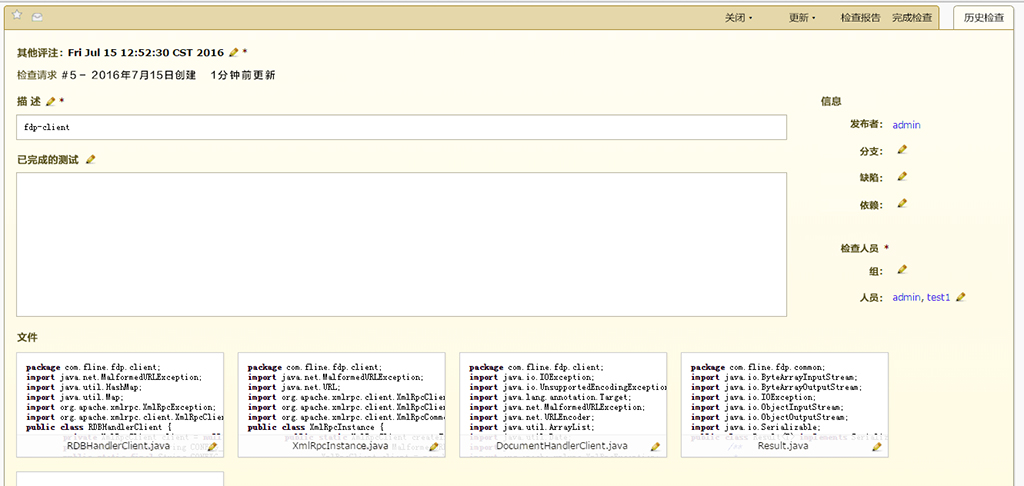 关闭 更新 检查报告 完成检查 历史检查
其他评注: Fri Jul 15 12:52:30 CST 2016 *
检查请求 #5 - 2016年7月15日创建 1分钟前更新
描 述 *
fdp-client
已完成的测试
信息
发布者: admin
分支:
缺陷:
依赖:
检查人员 *
组:
人员: admin, test1
文件
package com.fline.fdp.client;
import java.net.MalformedURLException;
import java.util.HashMap;
import java.util.Map;
import org.apache.xmlrpc.XmlRpcException;
import org.apache.xmlrpc.client.XmlRpcCl
public class RDBHandlerClient {
RDBHandlerClient.java
package com.fline.fdp.client;
import java.net.MalformedURLException;
import java.net.URL;
import org.apache.xmlrpc.client.XmlRpcClie
import org.apache.xmlrpc.client.XmlRpcClie
import org.apache.xmlrpc.client.XmlRpcComm
public class XmlRpcInstance {
XmlRpcInstance.java
package com.fline.fdp.client;
import java.io.IOException;
import java.io.UnsupportedEncodingException
import java.lang.annotation.Target;
import java.net.MalformedURLException;
import java.net.URLEncoder;
import java.util.ArrayList;
DocumentHandlerClient.java
package com.fline.fdp.common;
import java.io.ByteArrayInputStream;
import java.io.ByteArrayOutputStream;
import java.io.IOException;
import java.io.ObjectInputStream;
import java.io.ObjectOutputStream;
import java.io.Serializable;
Result.java